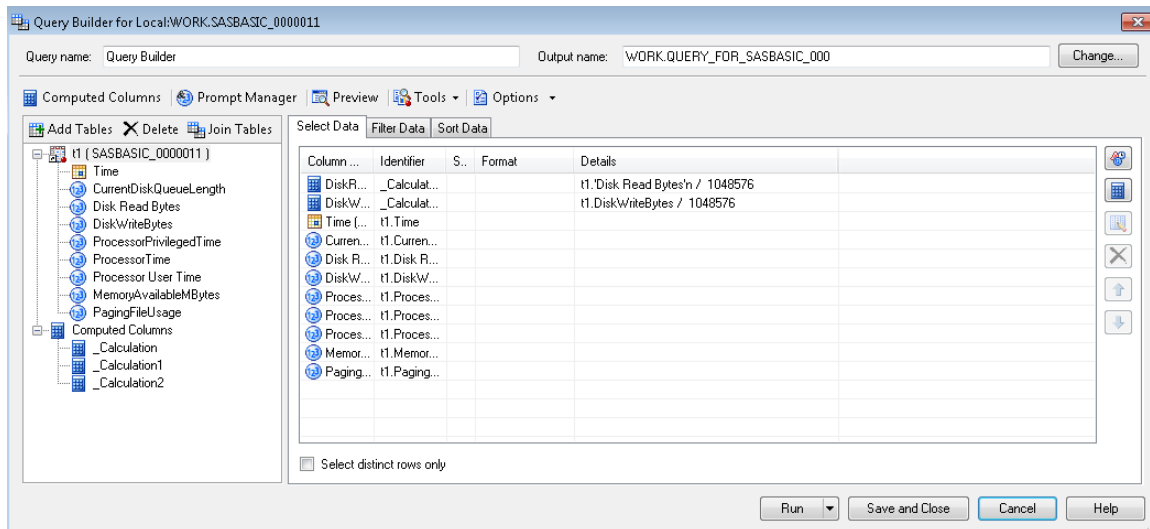 Query Builder for Local:WORK.SASBASIC_0000011
Query name: Query Builder Output name: WORK.QUERY_FOR_SASBASIC_000 Change...
Computed Columns Prompt Manager Preview Tools Options
Add Tables Delete Join Tables
t1 ( SASBASIC_0000011 )
Time
CurrentDiskQueueLength
Disk Read Bytes
DiskWriteBytes
ProcessorPrivilegedTime
ProcessorTime
Processor User Time
MemoryAvailableMBytes
PagingFileUsage
Computed Columns
_Calculation
_Calculation1
_Calculation2
Select Data Filter Data Sort Data
Column ... Identifier S.. Format Details
DiskR... _Calculat... t1.'Disk Read Bytes'n / 1048576
DiskW... _Calculat... t1.DiskWriteBytes / 1048576
Time (... t1.Time
Curren... t1.Curren...
Disk R... t1.Disk R...
DiskW... t1.DiskW...
Proces... t1.Proces...
Proces... t1.Proces...
Proces... t1.Proces...
Memor... t1.Memor...
Paging... t1.Paging...
Select distinct rows only
Run Save and Close Cancel Help